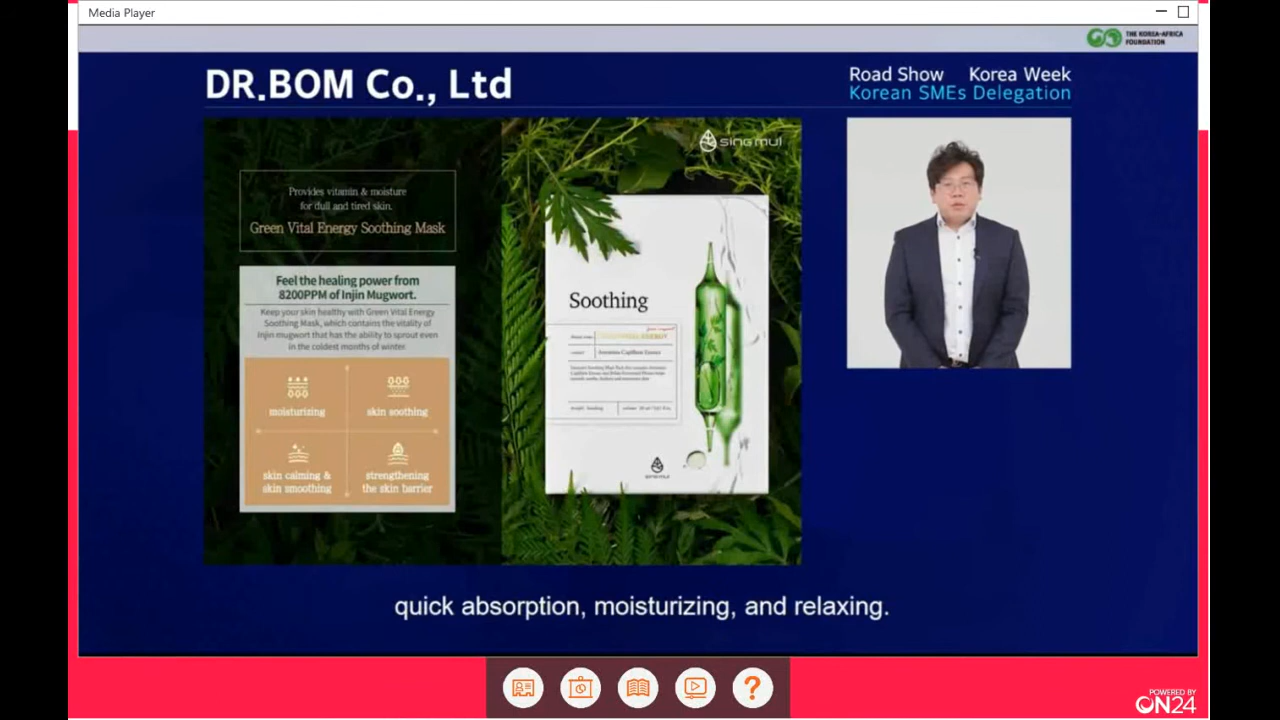 Media Player
THE KOREA-AFRICA
FOUNDATION
DR.BOM Co., Ltd
Road Show Korea Week
Korean SMEs Delegation
singmul
Provides vitamin & moisture
for dull and tired skin.
Green Vital Energy Soothing Mask
Feel the healing power from
8200PPM of Injin Mugwort.
Keep your skin healthy with Green Vital Energy
Soothing Mask, which contains the vitality of
Injin mugwort that has the ability to sprout even
in the coldest months of winter.
moisturizing
skin soothing
skin calming &
skin smoothing
strengthening
the skin barrier
Soothing
singmul
quick absorption, moisturizing, and relaxing.
?
POWERED BY
ON24